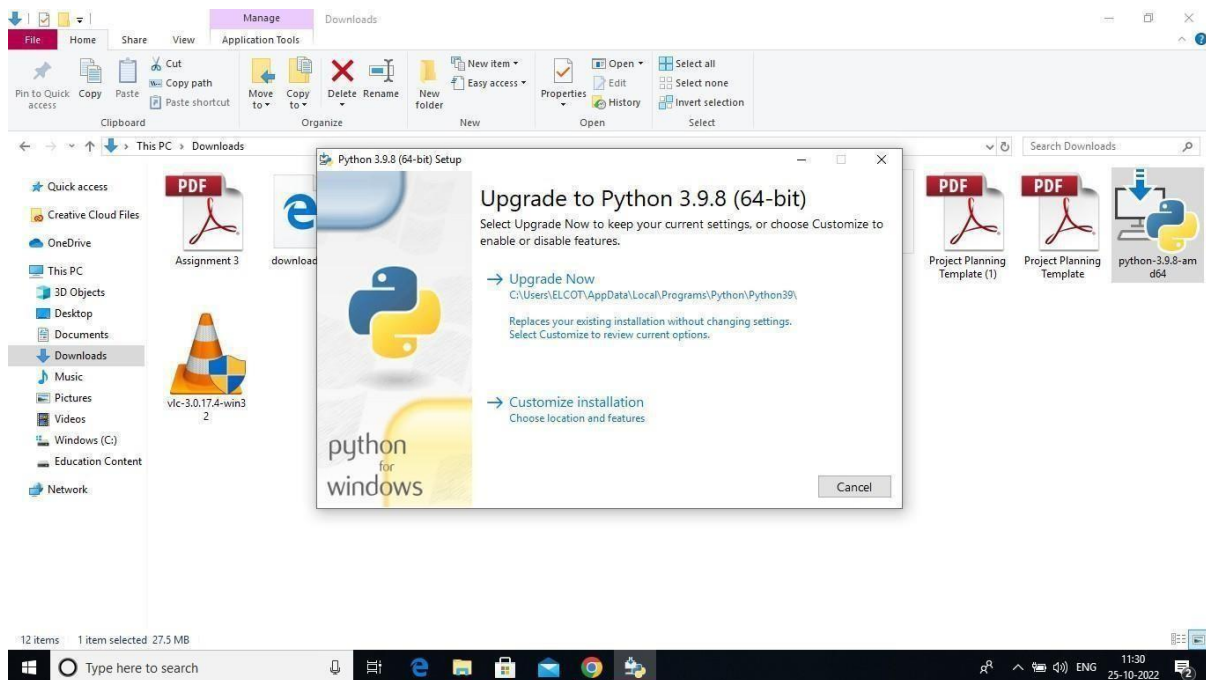 Manage
Downloads
File
Home
Share
View
Application Tools
Pin to Quick
access
Copy
Paste
Cut
Copy path
Paste shortcut
Clipboard
Move
to
Copy
to
Delete
Rename
Organize
New
folder
New item
Easy access
New
Properties
Open
Edit
History
Open
Select all
Select none
Invert selection
Select
This PC
Downloads
Search Downloads
Quick access
Creative Cloud Files
OneDrive
This PC
3D Objects
Desktop
Documents
Downloads
Music
Pictures
Videos
Windows (C:)
Education Content
Network
PDF
Assignment 3
download
vlc-3.0.17.4-win3
2
Python 3.9.8 (64-bit) Setup
Upgrade to Python 3.9.8 (64-bit)
Select Upgrade Now to keep your current settings, or choose Customize to
enable or disable features.
Upgrade Now
C:\Users\ELCOT\AppData\Local\Programs\Python\Python39\
Replaces your existing installation without changing settings.
Select Customize to review current options.
Customize installation
Choose location and features
python
for
windows
Cancel
PDF
Project Planning
Template (1)
PDF
Project Planning
Template
python-3.9.8-am
d64
12 items
1 item selected 27.5 MB
Type here to search
ENG
11:30
25-10-2022
2